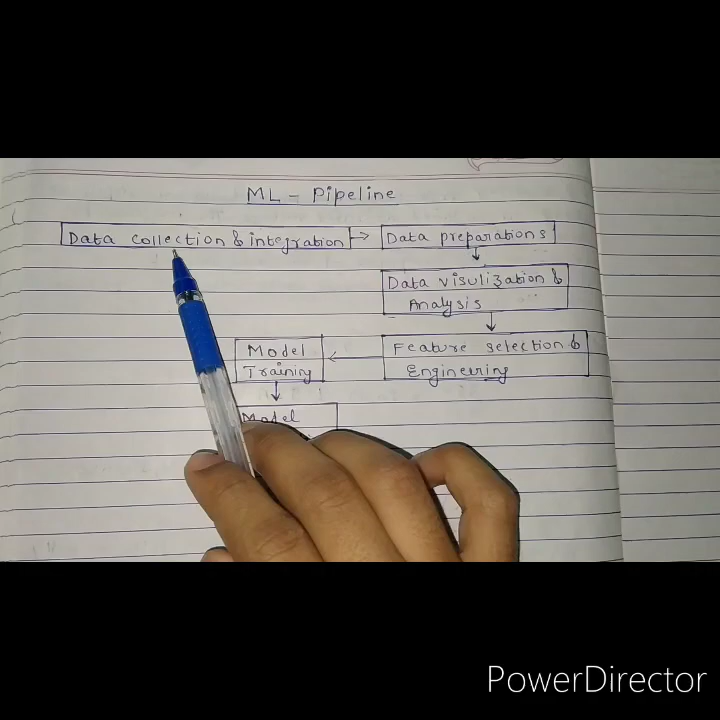 ML - Pipeline
Data collection & integration
Data preparations
Data visulization &
Analysis
Feature selection &
Engineering
Model
Training
Model
PowerDirector